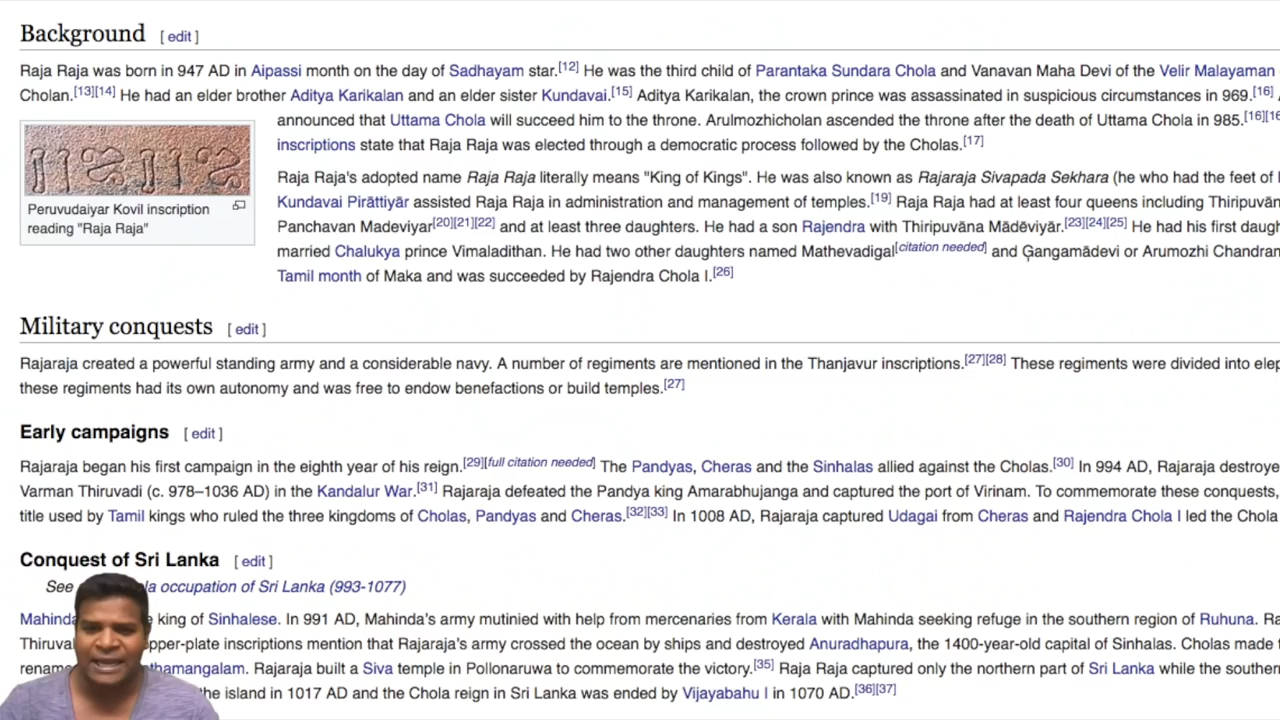 Background [ edit ]
Raja Raja was born in 947 AD in Aipassi month on the day of Sadhayam star.[12] He was the third child of Parantaka Sundara Chola and Vanavan Maha Devi of the Velir Malayaman
Cholan.[13][14] He had an elder brother Aditya Karikalan and an elder sister Kundavai.[15] Aditya Karikalan, the crown prince was assassinated in suspicious circumstances in 969.[16]
announced that Uttama Chola will succeed him to the throne. Arulmozhicholan ascended the throne after the death of Uttama Chola in 985.[16]
inscriptions state that Raja Raja was elected through a democratic process followed by the Cholas.[17]
Raja Raja's adopted name Raja Raja literally means "King of Kings". He was also known as Rajaraja Sivapada Sekhara (he who had the feet of
Kundavai Pirāttiyār assisted Raja Raja in administration and management of temples.[19] Raja Raja had at least four queens including
Panchavan Madeviyar[20][21][22] and at least three daughters. He had a son Rajendra with Thiripuvāna Mādēviyār.[23][24][25] He had his first
married Chalukya prince Vimaladithan. He had two other daughters named Mathevadigal[citation needed] and Gangamādevi or Arumozhi
Tamil month of Maka and was succeeded by Rajendra Chola I.[26]
Peruvudaiyar Kovil inscription
reading "Raja Raja"
Military conquests [ edit ]
Rajaraja created a powerful standing army and a considerable navy. A number of regiments are mentioned in the Thanjavur inscriptions.[27][28] These regiments were divided into
these regiments had its own autonomy and was free to endow benefactions or build temples.[27]
Early campaigns [ edit ]
Rajaraja began his first campaign in the eighth year of his reign.[29][full citation needed] The Pandyas, Cheras and the Sinhalas allied against the Cholas.[30] In 994 AD, Rajaraja
Varman Thiruvadi (c. 978–1036 AD) in the Kandalur War.[31] Rajaraja defeated the Pandya king Amarabhujanga and captured the port of Virinam. To commemorate these conquests,
title used by Tamil kings who ruled the three kingdoms of Cholas, Pandyas and Cheras.[32][33] In 1008 AD, Rajaraja captured Udagai from Cheras and Rajendra Chola I led the Chola
Conquest of Sri Lanka [ edit ]
See occupation of Sri Lanka (993-1077)
Mahinda king of Sinhalese. In 991 AD, Mahinda's army mutinied with help from mercenaries from Kerala with Mahinda seeking refuge in the southern region of Ruhuna.
inscriptions mention that Rajaraja's army crossed the ocean by ships and destroyed Anuradhapura, the 1400-year-old capital of Sinhalas. Cholas made
Rajaraja built a Siva temple in Pollonaruwa to commemorate the victory.[35] Raja Raja captured only the northern part of Sri Lanka while the
the island in 1017 AD and the Chola reign in Sri Lanka was ended by Vijayabahu I in 1070 AD.[36][37]